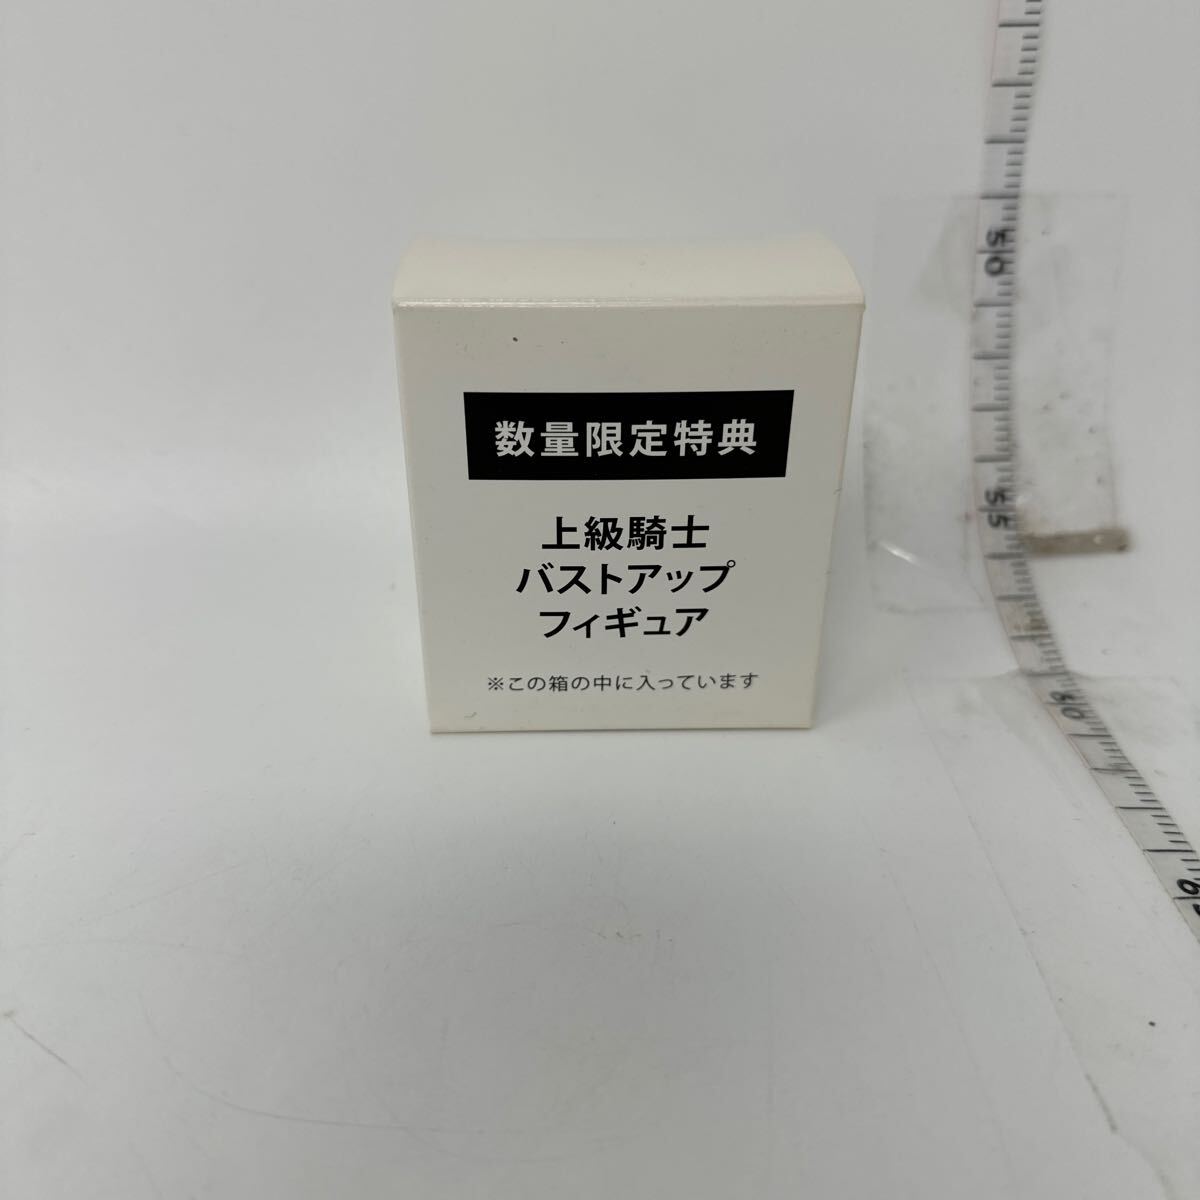 数量限定特典
上級騎士
バストアップ
フィギュア
※この箱の中に入っています